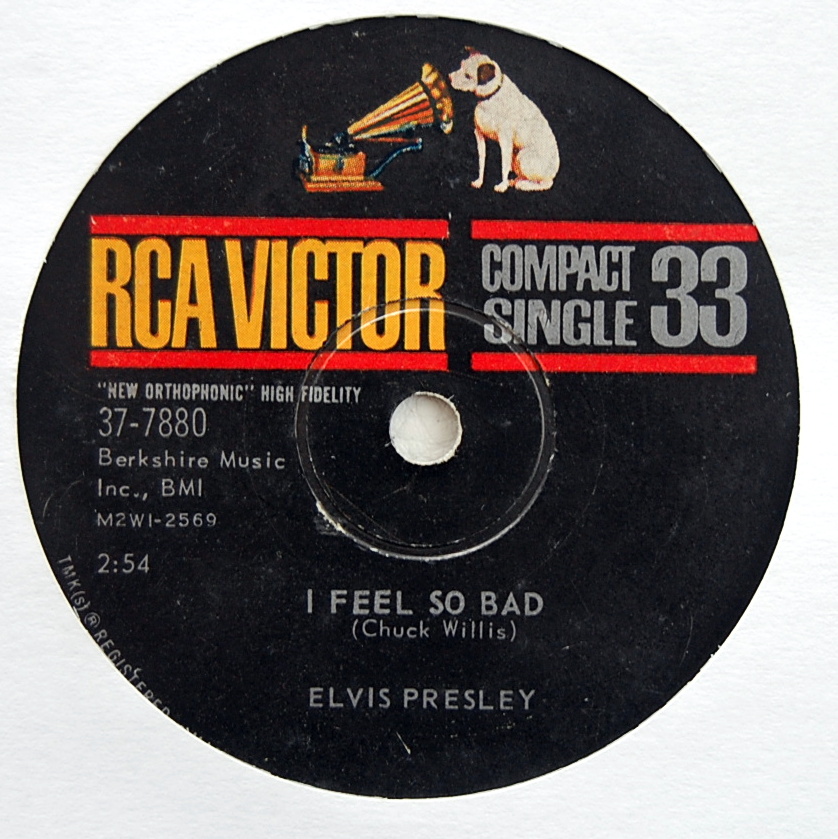 RCA VICTOR
COMPACT
SINGLE 33
"NEW ORTHOPHONIC" HIGH FIDELITY
37-7880
Berkshire Music
Inc., BMI
M2WI-2569
2:54
I FEEL SO BAD
(Chuck Willis)
ELVIS PRESLEY
TMK(s) ® REGISTERED